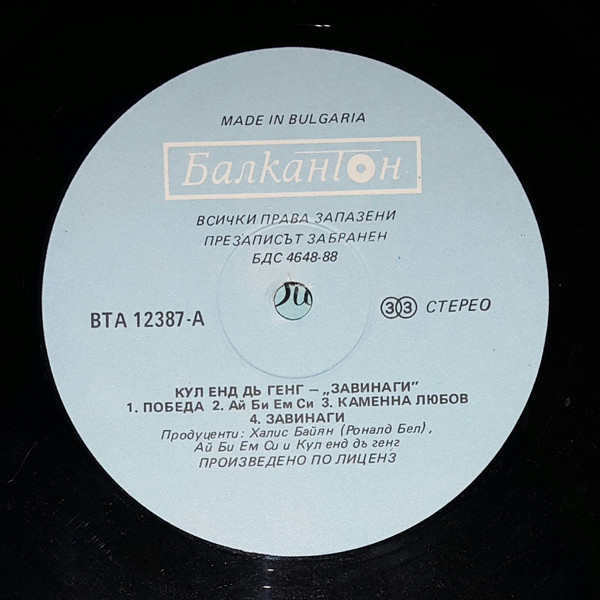 MADE IN BULGARIA
Балкантон
ВСИЧКИ ПРАВА ЗАПАЗЕНИ
ПРЕЗАПИСЪТ ЗАБРАНЕН
БДС 4648-88
ВТА 12387-А
33 СТЕРЕО
КУЛ ЕНД ДЬ ГЕНГ – „ЗАВИНАГИ"
1. ПОБЕДА 2. Ай Би Ем Си 3. КАМЕННА ЛЮБОВ
4. ЗАВИНАГИ
Продуценти: Халис Байян (Роналд Бел),
Ай Би Ем Си и Кул енд дъ генг
ПРОИЗВЕДЕНО ПО ЛИЦЕНЗ